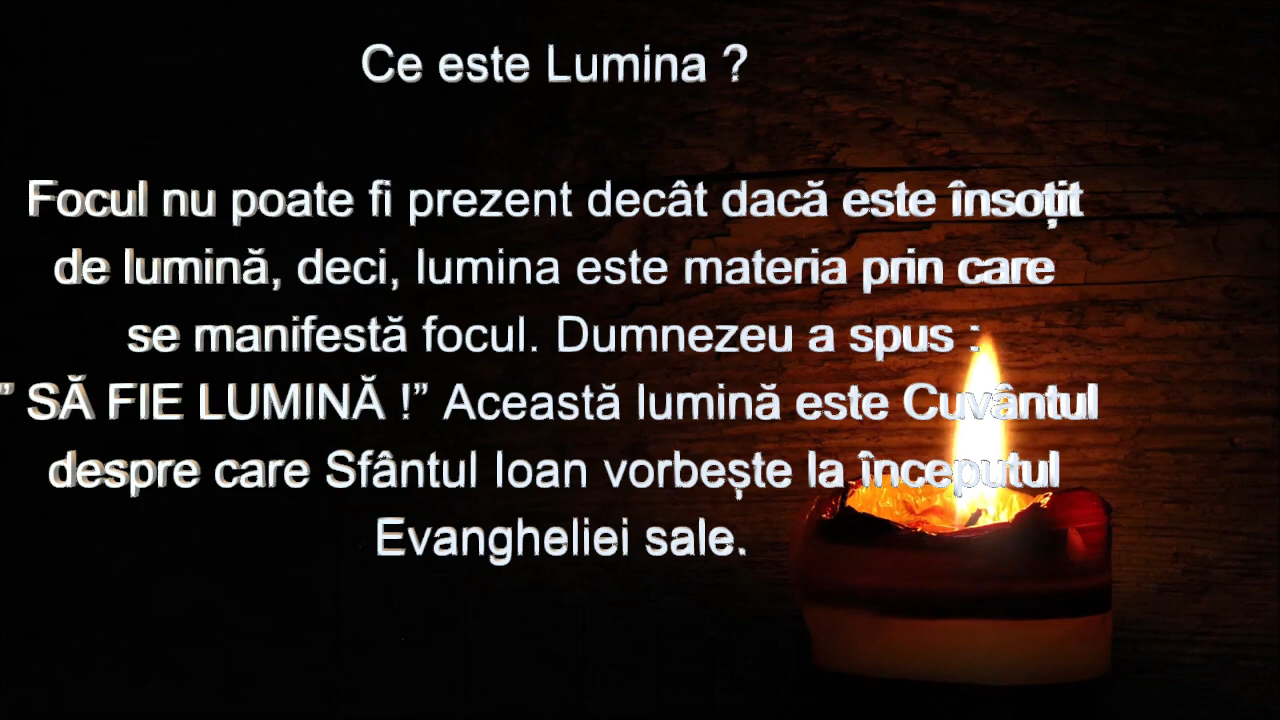 Ce este Lumina ?
Focul nu poate fi prezent decât dacă este însoțit
de lumină, deci, lumina este materia prin care
se manifestă focul. Dumnezeu a spus :
” SĂ FIE LUMINĂ !” Această lumină este Cuvântul
despre care Sfântul Ioan vorbește la începutul
Evangheliei sale.